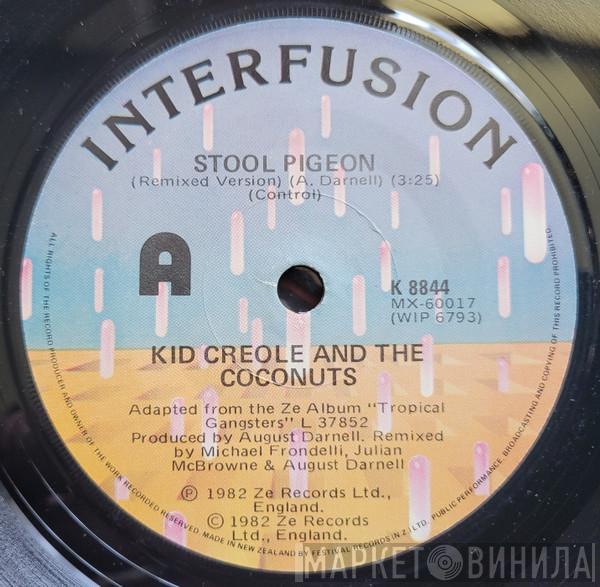 INTERFUSION
STOOL PIGEON
(Remixed Version) (A. Darnell) (3:25)
(Control)
A
K 8844
MX-60017
(WIP 6793)
KID CREOLE AND THE
COCONUTS
Adapted from the Ze Album "Tropical
Gangsters" L 37852
Produced by August Darnell. Remixed
by Michael Frondelli, Julian
McBrowne & August Darnell
℗ 1982 Ze Records Ltd.,
England.
© 1982 Ze Records
Ltd., England.
ALL RIGHTS OF THE RECORD PRODUCER AND OWNER OF THE WORK RECORDED RESERVED. MADE IN NEW ZEALAND BY FESTIVAL RECORDS IN Z.I LTD. PUBLIC PERFORMANCE, BROADCASTING AND COPYING OF THIS RECORD PROHIBITED.
МАРКЕТ ВИНИЛА